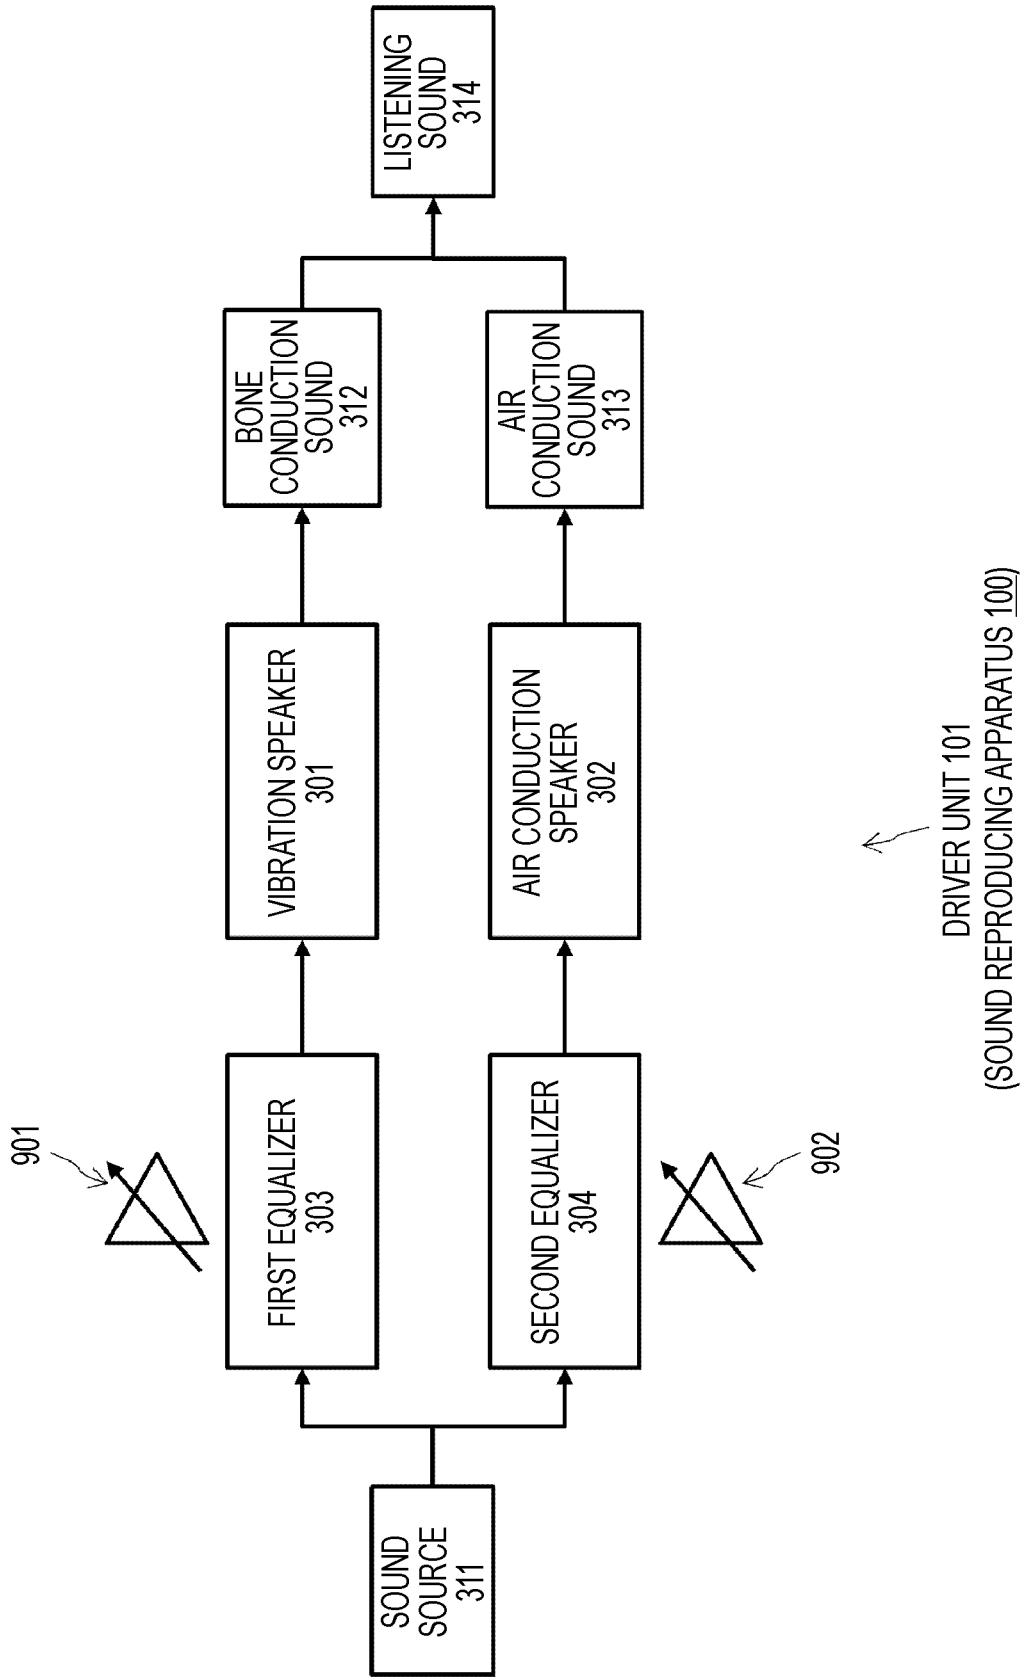 SOUND
SOURCE
311
901
FIRST EQUALIZER
303
SECOND EQUALIZER
304
902
VIBRATION SPEAKER
301
AIR CONDUCTION
SPEAKER
302
BONE
CONDUCTION
SOUND
312
AIR
CONDUCTION
SOUND
313
LISTENING
SOUND
314
DRIVER UNIT 101
(SOUND REPRODUCING APPARATUS 100)